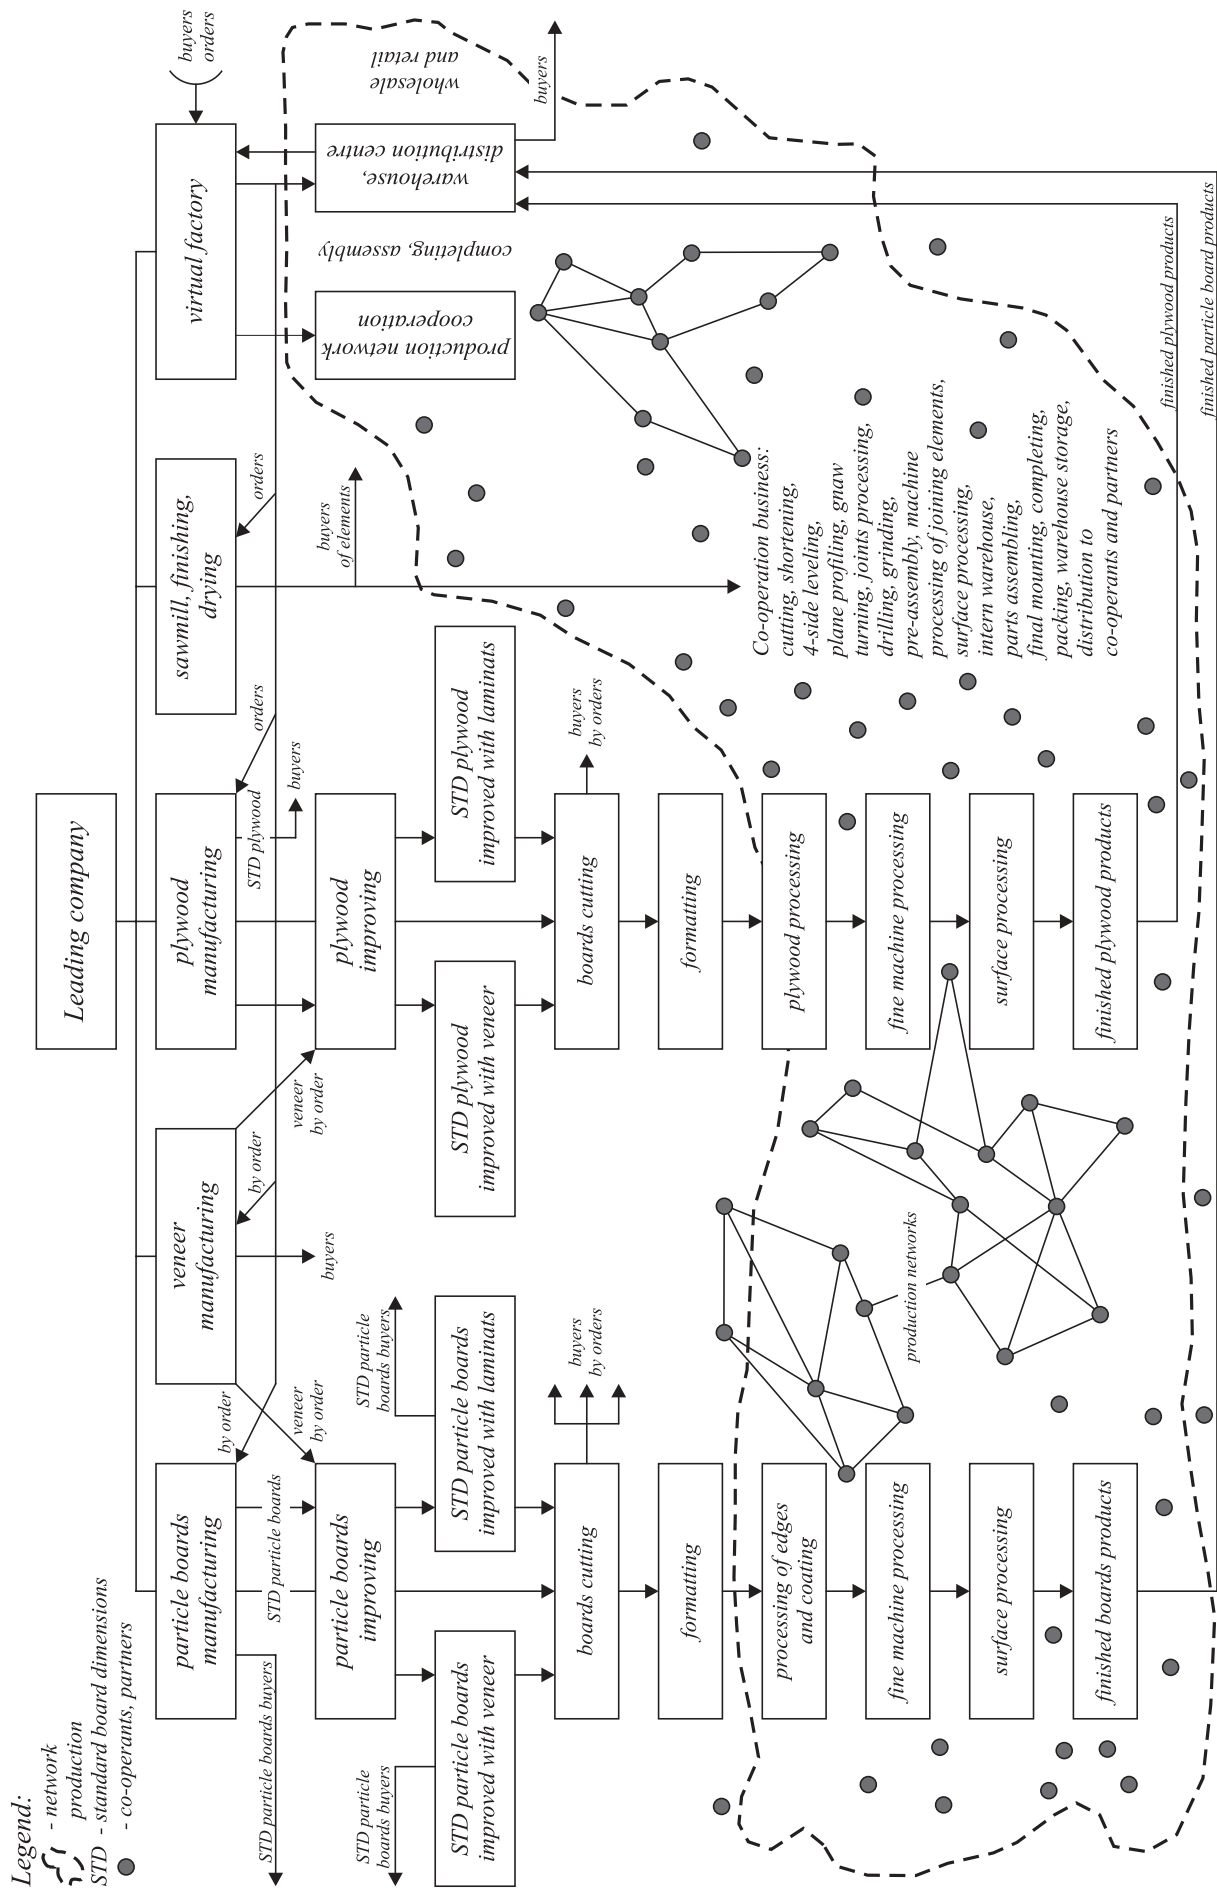 Leading company
particle boards
manufacturing
veneer
manufacturing
plywood
manufacturing
sawmill, finishing,
drying
virtual factory
buyers
orders
by order
by order
orders
orders
STD particle boards buyers
STD particle boards
veneer
by order
buyers
veneer
by order
STD plywood
buyers
buyers
of elements
particle boards
improving
plywood
improving
production network
cooperation
completing, assembly
warehouse,
distribution centre
wholesale
and retail
buyers
STD particle
boards buyers
STD particle
boards buyers
STD particle boards
improved with veneer
STD particle boards
improved with laminats
STD plywood
improved with veneer
STD plywood
improved with laminats
boards cutting
buyers
by orders
boards cutting
buyers
by orders
formatting
formatting
processing of edges
and coating
plywood processing
fine machine processing
fine machine processing
surface processing
surface processing
finished boards products
finished plywood products
production networks
Co-operation business:
cutting, shortening,
4-side leveling,
plane profiling, gnaw
turning, joints processing,
drilling, grinding,
pre-assembly, machine
processing of joining elements,
surface processing,
intern warehouse,
parts assembling,
final mounting, completing,
packing, warehouse storage,
distribution to
co-operants and partners
finished plywood products
finished particle board products
Legend:
- network
production
STD - standard board dimensions
- co-operants, partners